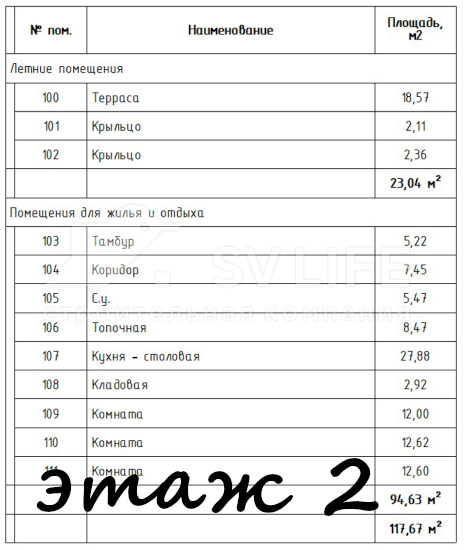 № пом. Наименование Площадь, м2
Летние помещения
100 Терраса 18,57
101 Крыльцо 2,11
102 Крыльцо 2,36
23,04 м²
Помещения для жилья и отдыха
103 Тамбур 5,22
104 Коридор 7,45
SV LIFE
105 С.у. 5,47
строительная компания
106 Топочная 8,47
107 Кухня - столовая 27,88
108 Кладовая 2,92
109 Комната 12,00
110 Комната 12,62
111 Комната 12,60
этаж 2
94,63 м²
117,67 м²